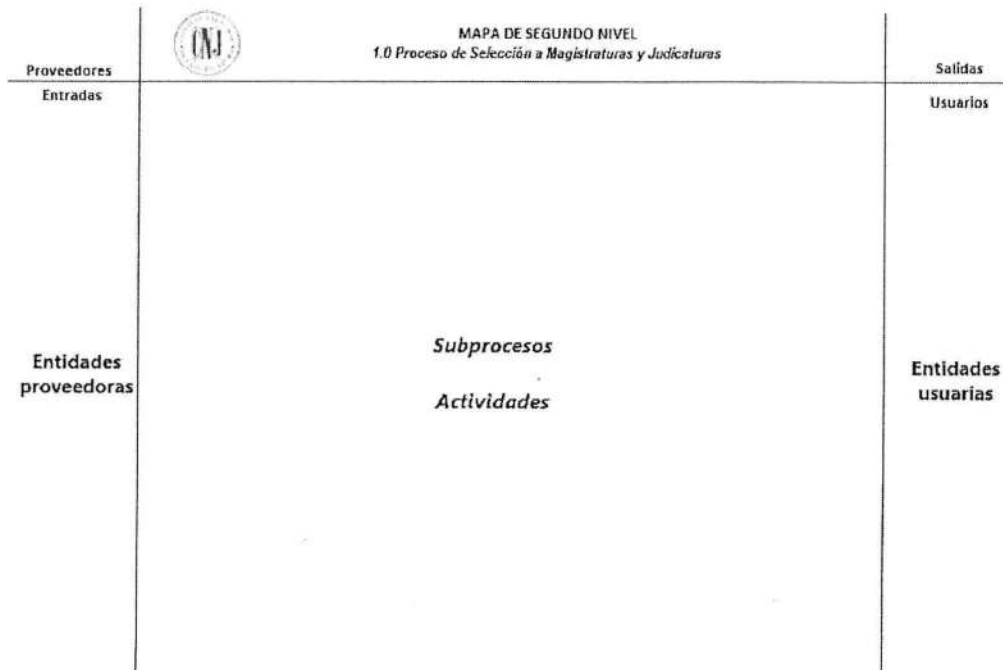 CNJ
MAPA DE SEGUNDO NIVEL
1.0 Proceso de Selección a Magistraturas y Judicaturas
Proveedores
Salidas
Entradas
Usuarios
Subprocesos
Entidades
proveedoras
Actividades
Entidades
usuarias